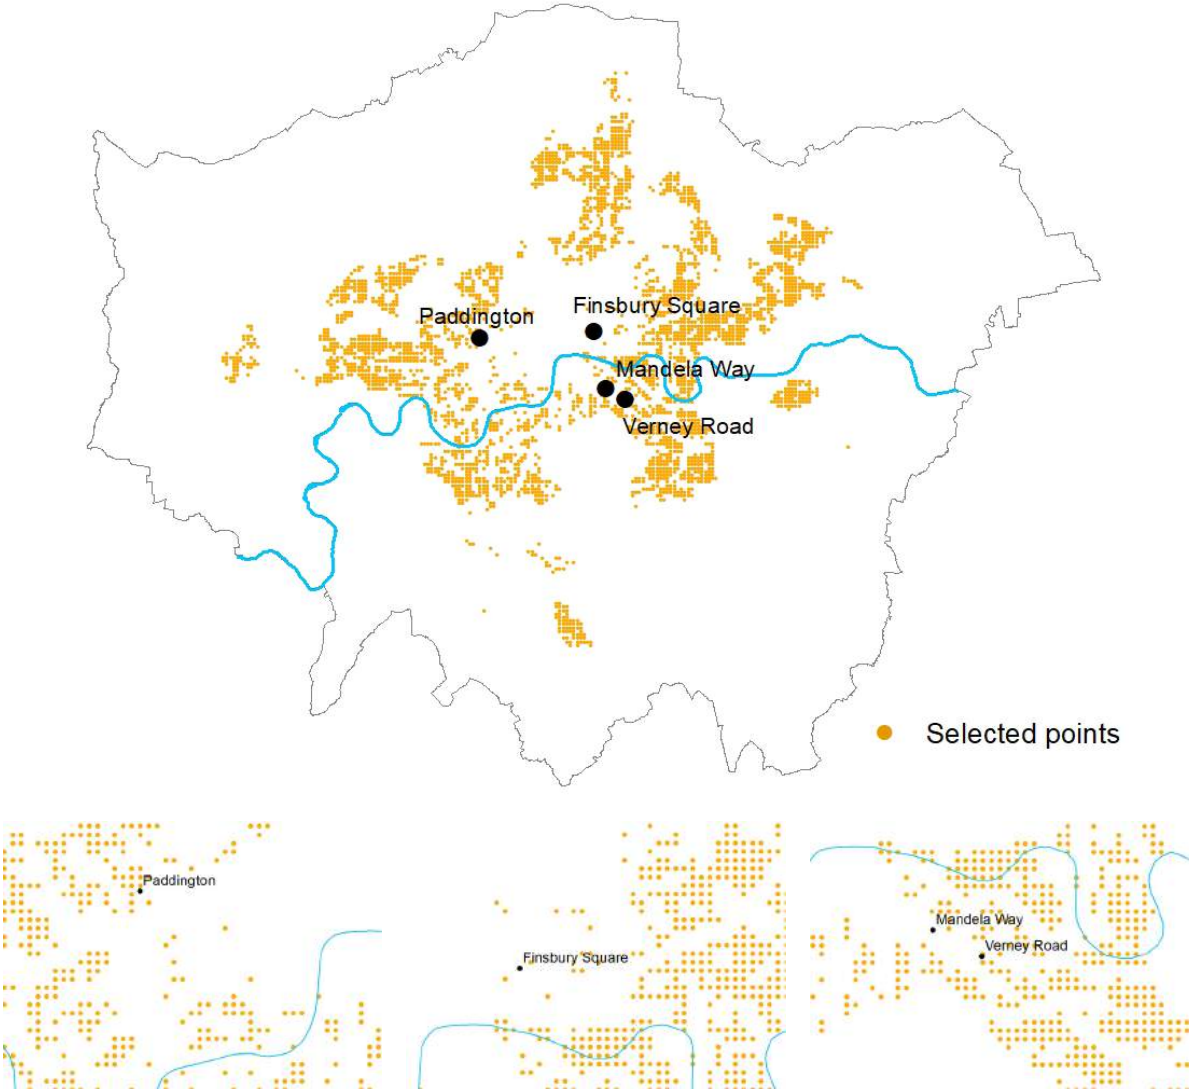 Finsbury Square
Paddington
Mandela Way
Verney Road
Selected points
Paddington
Finsbury Square
Mandela Way
Verney Road